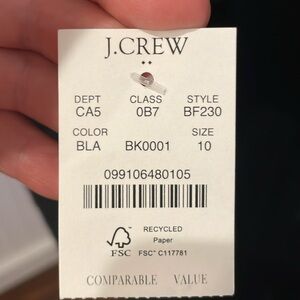 J.CREW
DEPT CLASS STYLE
CA5 0B7 BF230
COLOR SIZE
BLA BK0001 10
099106480105
RECYCLED
Paper
FSC FSC™ C117781
COMPARABLE VALUE